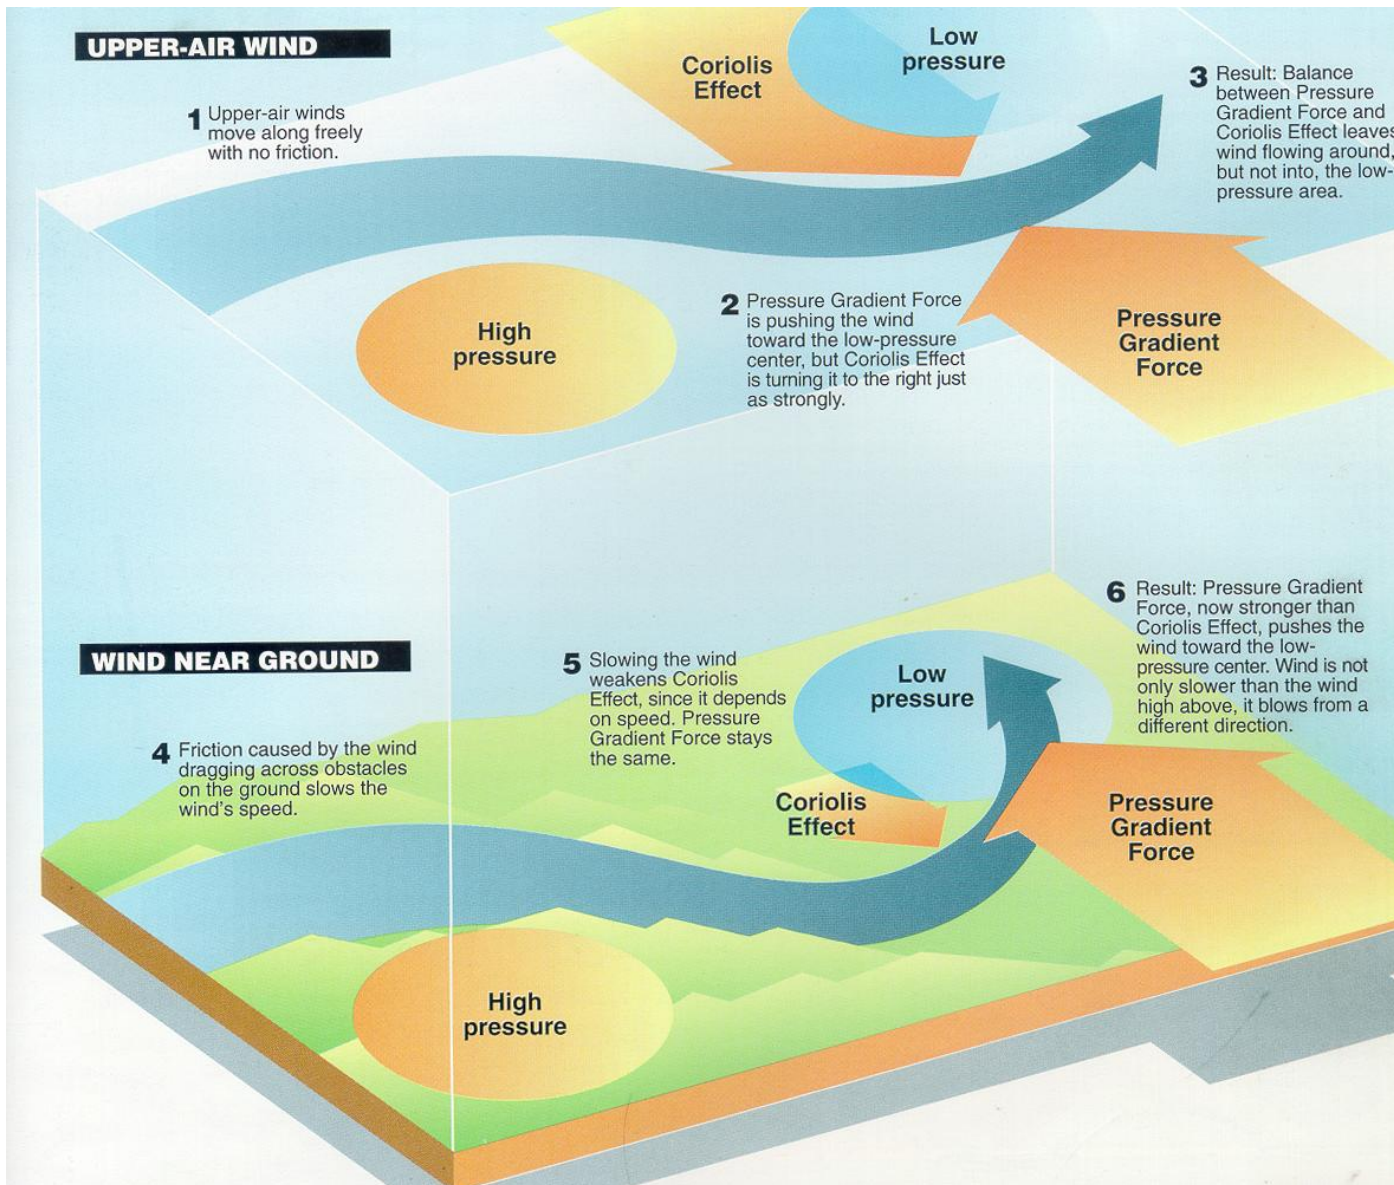 UPPER-AIR WIND
1 Upper-air winds
move along freely
with no friction.
Coriolis
Effect
Low
pressure
3 Result: Balance
between Pressure
Gradient Force and
Coriolis Effect leaves
wind flowing around,
but not into, the low-
pressure area.
High
pressure
2 Pressure Gradient Force
is pushing the wind
toward the low-pressure
center, but Coriolis Effect
is turning it to the right just
as strongly.
Pressure
Gradient
Force
WIND NEAR GROUND
4 Friction caused by the wind
dragging across obstacles
on the ground slows the
wind's speed.
5 Slowing the wind
weakens Coriolis
Effect, since it depends
on speed. Pressure
Gradient Force stays
the same.
Low
pressure
6 Result: Pressure Gradient
Force, now stronger than
Coriolis Effect, pushes the
wind toward the low-
pressure center. Wind is not
only slower than the wind
high above, it blows from a
different direction.
Coriolis
Effect
Pressure
Gradient
Force
High
pressure